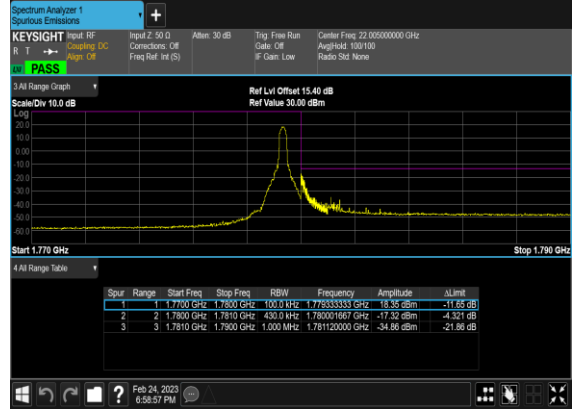 Spectrum Analyzer 1
Spurious Emissions
KEYSIGHT Input: RF Input Z: 50 Ω Atten: 30 dB Trig: Free Run Center Freq: 22.005000000 GHz
R T Coupling: DC Corrections: Off Gate: Off Avg|Hold: 100/100
Align: Off Freq Ref: Int (S) IF Gain: Low Radio Std: None
LXI PASS
3 All Range Graph
Ref Lvl Offset 15.40 dB
Scale/Div 10.0 dB Ref Value 30.00 dBm
Log
20.0
10.0
0.00
-10.0
-20.0
-30.0
-40.0
-50.0
-60.0
Start 1.770 GHz Stop 1.790 GHz
4 All Range Table
Spur Range Start Freq Stop Freq RBW Frequency Amplitude ΔLimit
1 1 1.7700 GHz 1.7800 GHz 100.0 kHz 1.779333333 GHz 18.35 dBm -11.65 dB
2 2 1.7800 GHz 1.7810 GHz 430.0 kHz 1.780001667 GHz -17.32 dBm -4.321 dB
3 3 1.7810 GHz 1.7900 GHz 1.000 MHz 1.781120000 GHz -34.86 dBm -21.86 dB
? Feb 24, 2023
6:58:57 PM